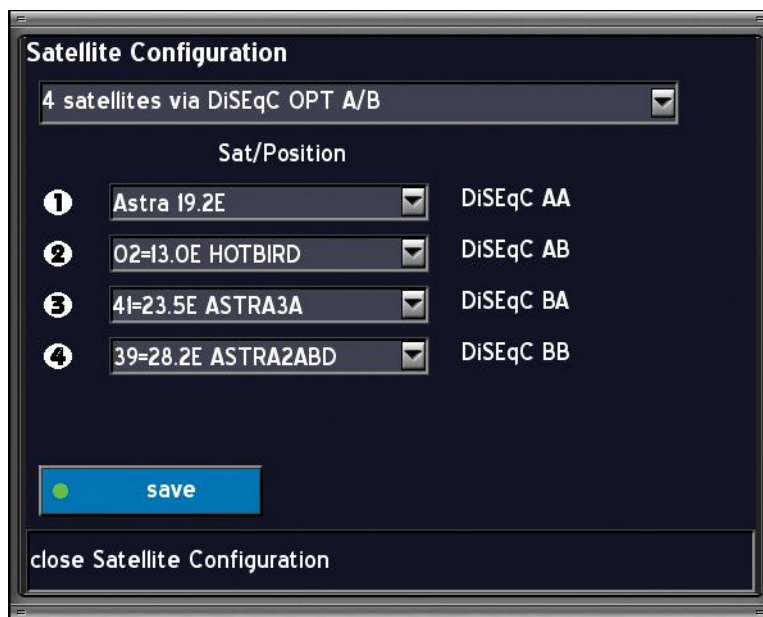 Satellite Configuration
4 satellites via DiSEqC OPT A/B
Sat/Position
1 Astra 19.2E DiSEqC AA
2 02=13.0E HOTBIRD DiSEqC AB
3 41=23.5E ASTRA3A DiSEqC BA
4 39=28.2E ASTRA2ABD DiSEqC BB
save
close Satellite Configuration